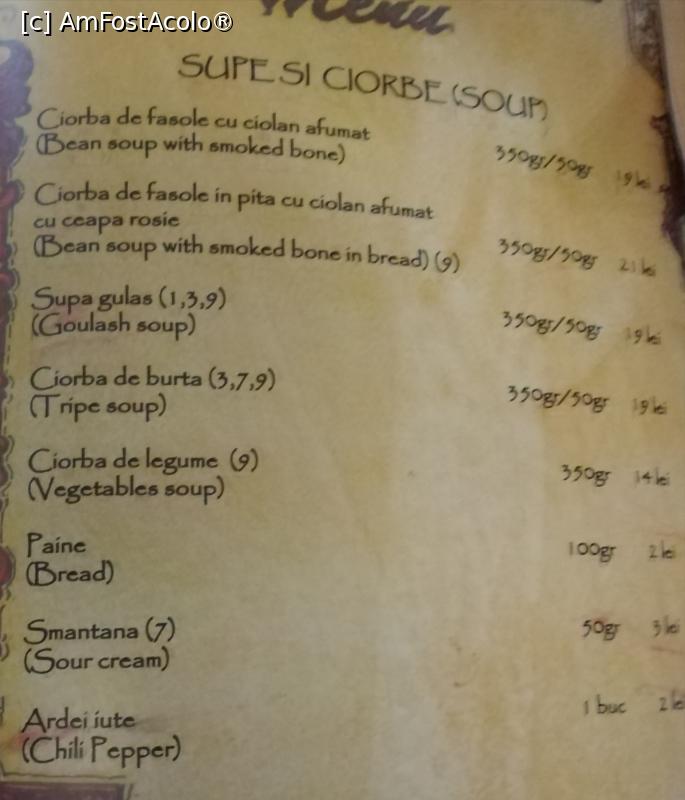 [c] AmFostAcolo®
Menu
SUPE SI CIORBE (SOUP)
Ciorba de fasole cu ciolan afumat
(Bean soup with smoked bone) 350gr/50gr 19 lei
Ciorba de fasole in pita cu ciolan afumat
cu ceapa rosie
(Bean soup with smoked bone in bread) (9) 350gr/50gr 21 lei
Supa gulas (1,3,9)
(Goulash soup) 350gr/50gr 19 lei
Ciorba de burta (3,7,9)
(Tripe soup) 350gr/50gr 19 lei
Ciorba de legume (9)
(Vegetables soup) 350gr 14 lei
Paine 100gr 2 lei
(Bread)
Smantana (7) 50gr 3 lei
(Sour cream)
Ardei iute 1 buc 2 le
(Chili Pepper)